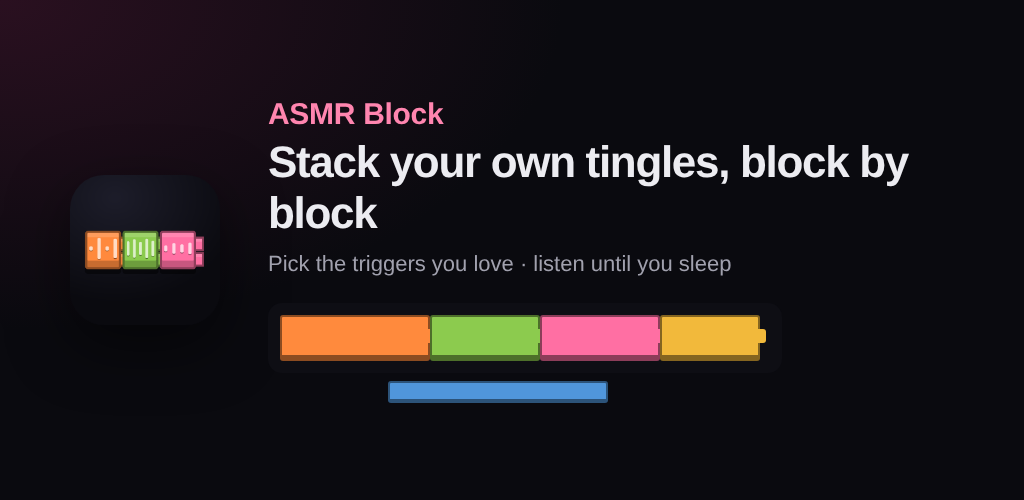 ASMR Block
Stack your own tingles, block by
block
Pick the triggers you love · listen until you sleep